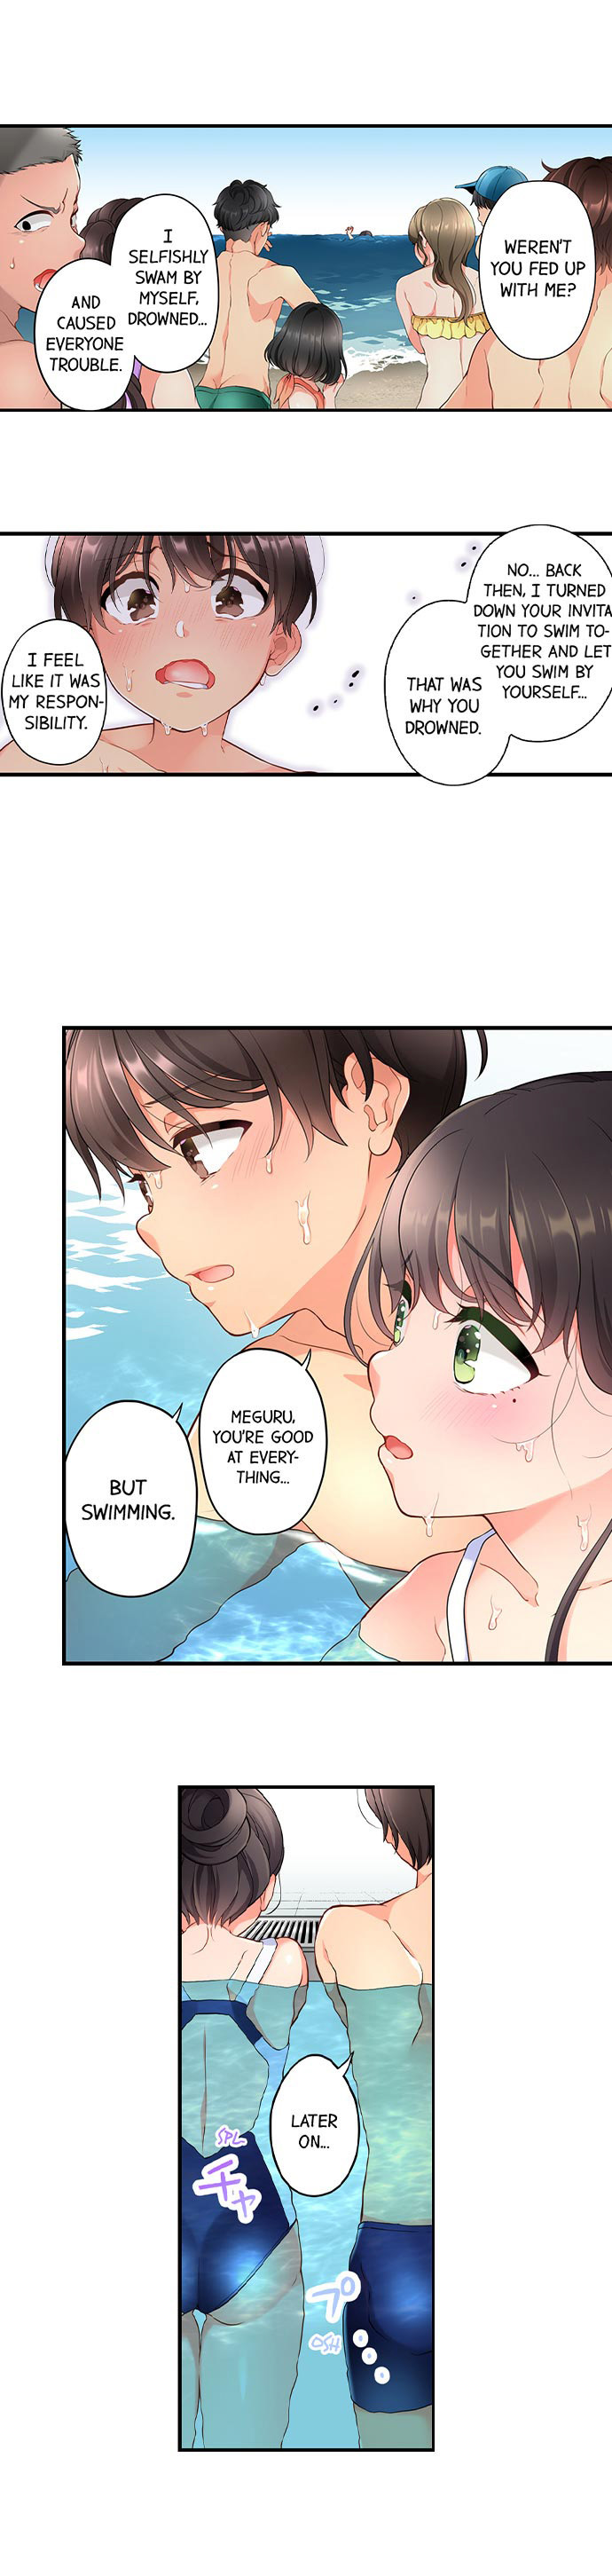 WEREN'T
YOU FED UP
WITH ME?
I
SELFISHLY
SWAM BY
MYSELF,
DROWNED...
AND
CAUSED
EVERYONE
TROUBLE.
NO... BACK
THEN, I TURNED
DOWN YOUR INVITA
TION TO SWIM TO-
GETHER AND LET
YOU SWIM BY
YOURSELF...
THAT WAS
WHY YOU
DROWNED.
I FEEL
LIKE IT WAS
MY RESPON-
SIBILITY.
MEGURU,
YOU'RE GOOD
AT EVERY-
THING...
BUT
SWIMMING.
LATER
ON...
SPL
チャ
プ
OSH